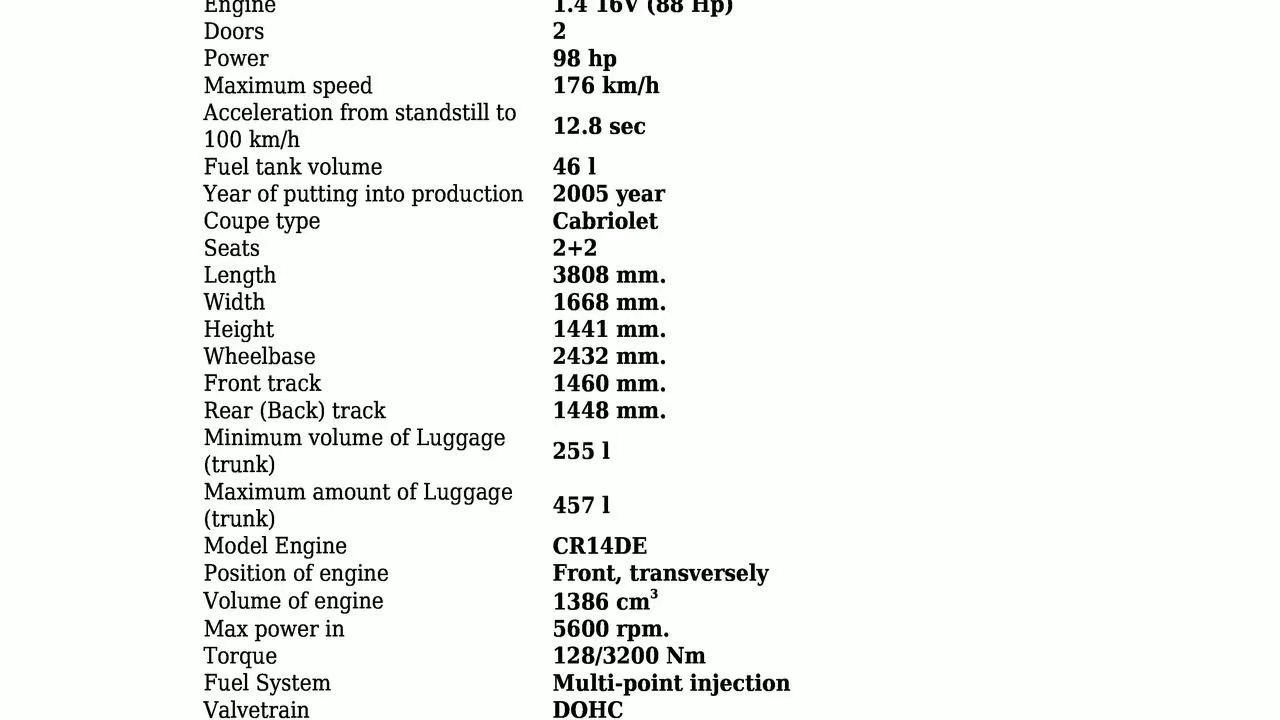 Engine 1.4 16V (88 Hp)
Doors 2
Power 98 hp
Maximum speed 176 km/h
Acceleration from standstill to
100 km/h 12.8 sec
Fuel tank volume 46 l
Year of putting into production 2005 year
Coupe type Cabriolet
Seats 2+2
Length 3808 mm.
Width 1668 mm.
Height 1441 mm.
Wheelbase 2432 mm.
Front track 1460 mm.
Rear (Back) track 1448 mm.
Minimum volume of Luggage
(trunk) 255 l
Maximum amount of Luggage
(trunk) 457 l
Model Engine CR14DE
Position of engine Front, transversely
Volume of engine 1386 cm³
Max power in 5600 rpm.
Torque 128/3200 Nm
Fuel System Multi-point injection
Valvetrain DOHC